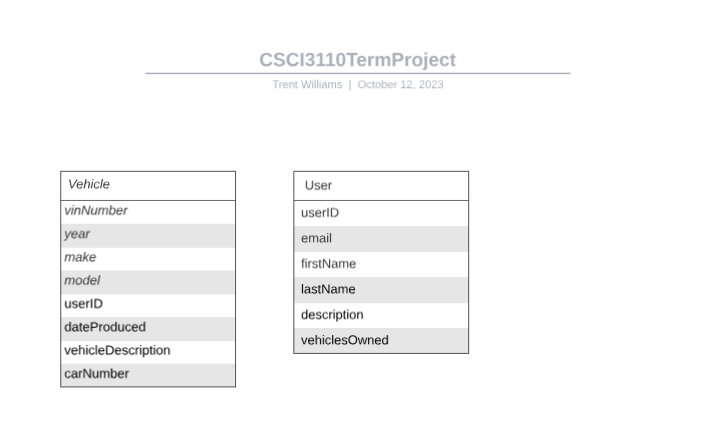 CSCI3110TermProject
Trent Williams | October 12, 2023
Vehicle
vinNumber
year
make
model
userID
dateProduced
vehicleDescription
carNumber
User
userID
email
firstName
lastName
description
vehiclesOwned